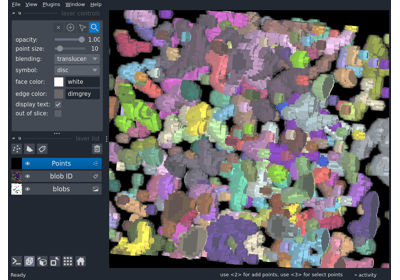 File View Plugins Window Help
layer controls
opacity: 1.00
point size: 10
blending: translucen
symbol: disc
face color: white
edge color: dimgrey
display text:
out of slice:
layer list
Points
blob ID
blobs
Ready use <2> for add points, use <3> for select points activity